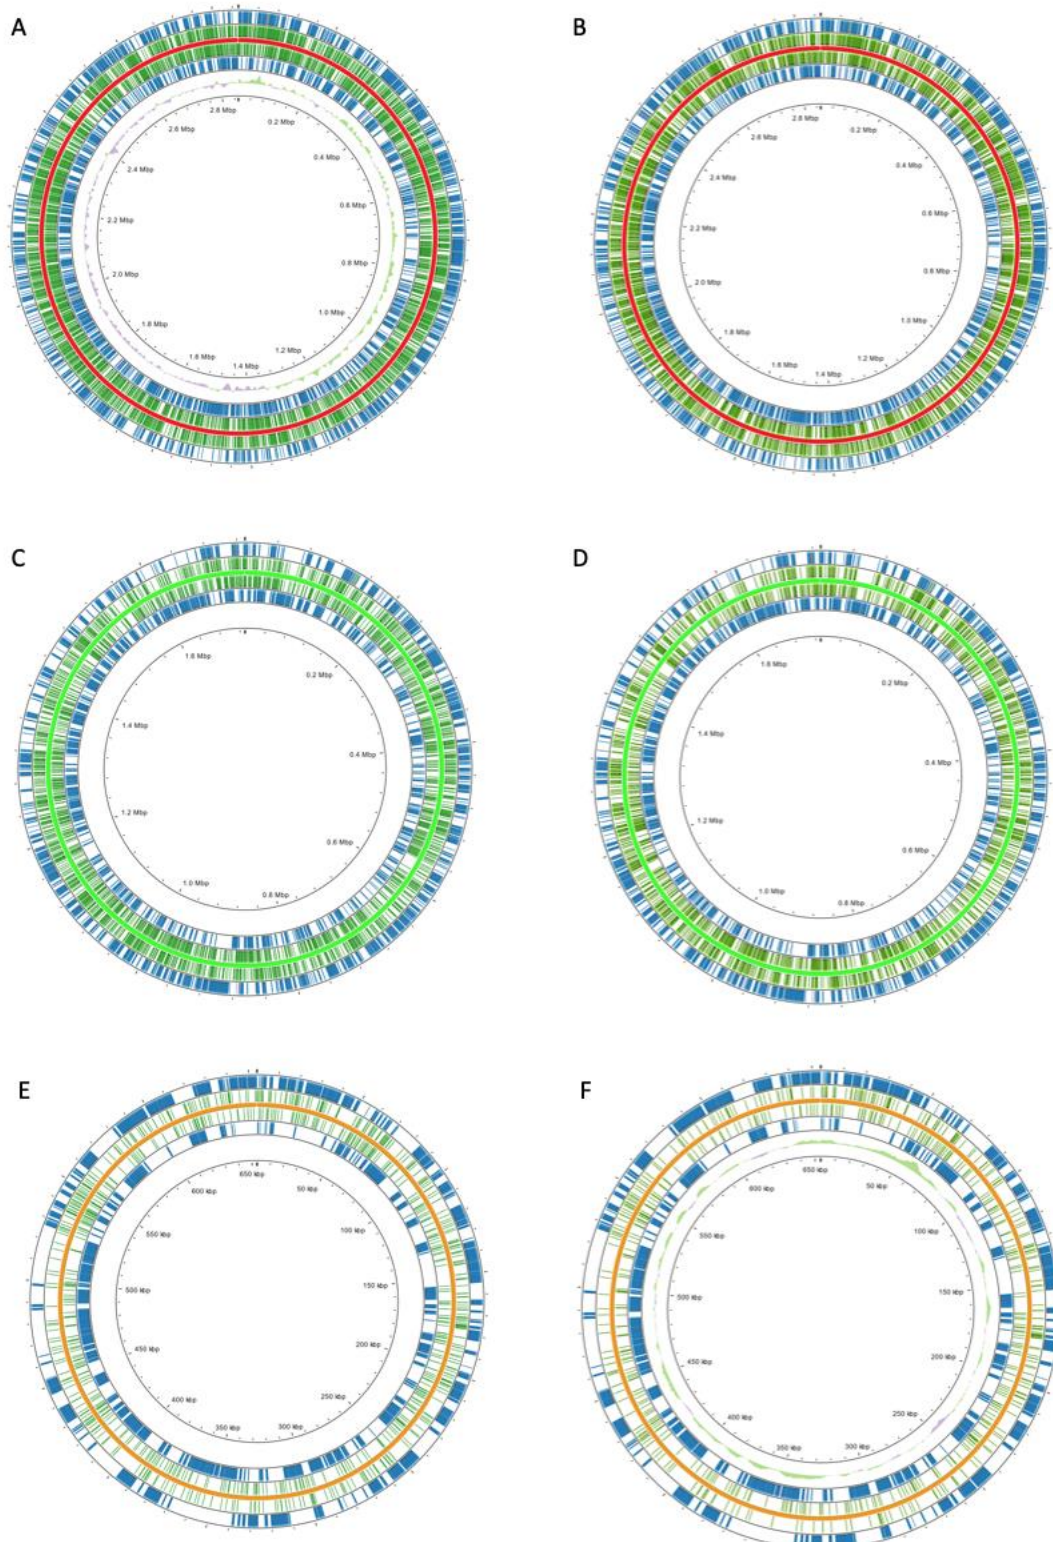 A
B
2.8 Mbp
0.2 Mbp
2.6 Mbp
0.4 Mbp
2.4 Mbp
0.6 Mbp
2.2 Mbp
0.8 Mbp
2.0 Mbp
1.0 Mbp
1.8 Mbp
1.2 Mbp
1.6 Mbp
1.4 Mbp
2.8 Mbp
0.2 Mbp
2.6 Mbp
0.4 Mbp
2.4 Mbp
0.6 Mbp
2.2 Mbp
0.8 Mbp
2.0 Mbp
1.0 Mbp
1.8 Mbp
1.2 Mbp
1.6 Mbp
1.4 Mbp
C
D
1.6 Mbp
0.2 Mbp
1.4 Mbp
0.4 Mbp
1.2 Mbp
0.6 Mbp
1.0 Mbp
0.8 Mbp
1.6 Mbp
0.2 Mbp
1.4 Mbp
0.4 Mbp
1.2 Mbp
0.6 Mbp
1.0 Mbp
0.8 Mbp
E
F
650 kbp
50 kbp
600 kbp
100 kbp
550 kbp
150 kbp
500 kbp
200 kbp
450 kbp
250 kbp
400 kbp
300 kbp
350 kbp
650 kbp
50 kbp
600 kbp
100 kbp
550 kbp
150 kbp
500 kbp
200 kbp
450 kbp
250 kbp
400 kbp
300 kbp
350 kbp